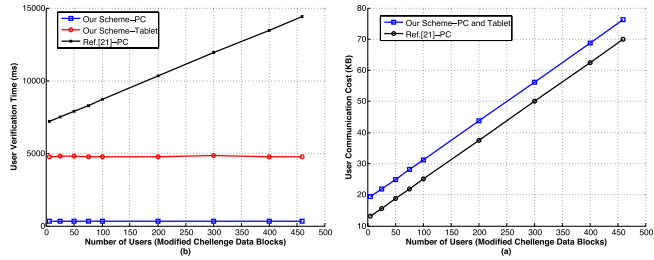 Our Scheme–PC
Our Scheme–Tablet
Ref.[21]–PC
User Verification Time (ms)
15000
10000
5000
0
0 50 100 150 200 250 300 350 400 450 500
Number of Users (Modified Chellenge Data Blocks)
(b)
Our Scheme–PC and Tablet
Ref.[21]–PC
User Communication Cost (KB)
80
70
60
50
40
30
20
10
0 50 100 150 200 250 300 350 400 450 500
Number of Users (Modified Chellenge Data Blocks)
(a)